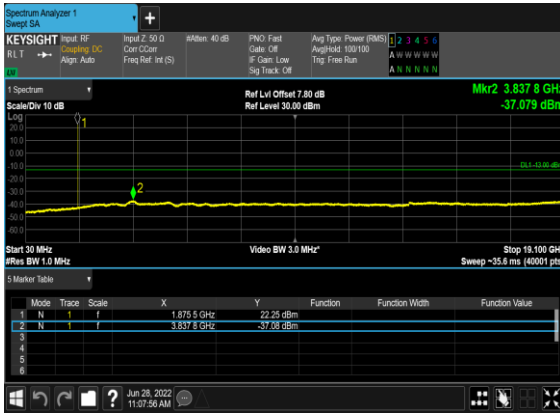 Spectrum Analyzer 1
Swept SA
+
KEYSIGHT Input: RF Input Z: 50 Ω #Atten: 40 dB PNO: Fast Avg Type: Power (RMS) 1 2 3 4 5 6
RLT Coupling: DC Corr CCorr Gate: Off Avg|Hold: 100/100 A W W W W W
Align: Auto Freq Ref: Int (S) IF Gain: Low Trig: Free Run
Sig Track: Off A N N N N N
1 Spectrum Ref Lvl Offset 7.80 dB Mkr2 3.837 8 GHz
Scale/Div 10 dB Ref Level 30.00 dBm -37.079 dBm
Log
20.0
10.0
0.00
-10.0
-20.0
-30.0
-40.0
-50.0
-60.0
1
2
DL1 -13.00 dBm
Start 30 MHz Video BW 3.0 MHz* Stop 19.100 GHz
#Res BW 1.0 MHz Sweep ~35.6 ms (40001 pts)
5 Marker Table
Mode Trace Scale X Y Function Function Width Function Value
1 N 1 f 1.875 5 GHz 22.25 dBm
2 N 1 f 3.837 8 GHz -37.08 dBm
3
4
5
6
? Jun 28, 2022
11:07:56 AM